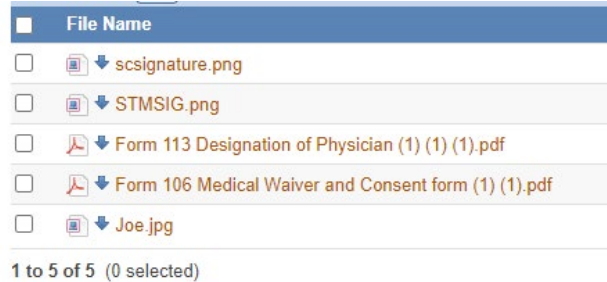 File Name
scsignature.png
STMSIG.png
Form 113 Designation of Physician (1) (1) (1).pdf
Form 106 Medical Waiver and Consent form (1) (1).pdf
Joe.jpg
1 to 5 of 5 (0 selected)